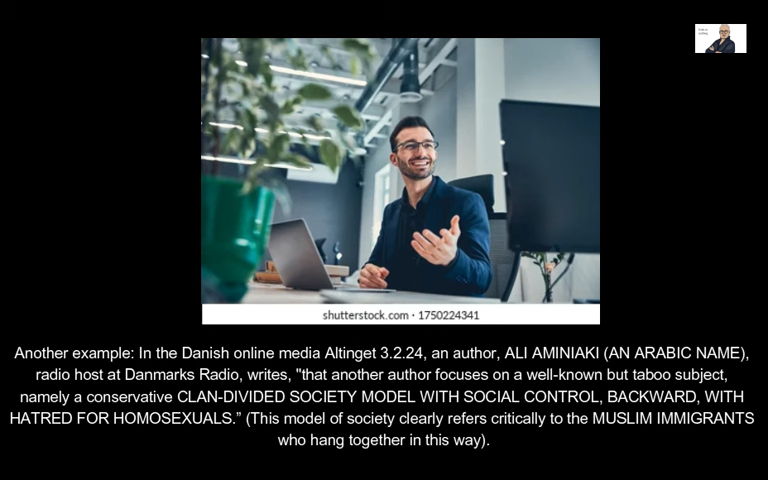 shutterstock.com · 1750224341
Another example: In the Danish online media Altinget 3.2.24, an author, ALI AMINIAKI (AN ARABIC NAME),
radio host at Danmarks Radio, writes, "that another author focuses on a well-known but taboo subject,
namely a conservative CLAN-DIVIDED SOCIETY MODEL WITH SOCIAL CONTROL, BACKWARD, WITH
HATRED FOR HOMOSEXUALS.” (This model of society clearly refers critically to the MUSLIM IMMIGRANTS
who hang together in this way).